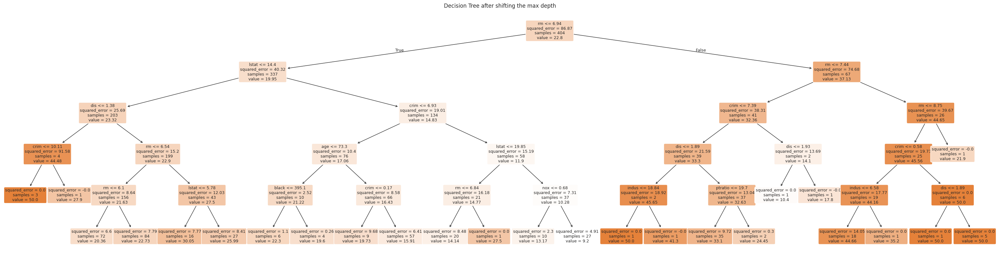 Decision Tree after shifting the max depth
rm <= 6.94
squared_error = 86.87
samples = 404
value = 22.8
True
False
lstat <= 14.4
squared_error = 40.32
samples = 337
value = 19.95
rm <= 7.44
squared_error = 74.68
samples = 67
value = 37.13
dis <= 1.38
squared_error = 25.69
samples = 203
value = 23.32
crim <= 6.93
squared_error = 19.01
samples = 134
value = 14.83
crim <= 7.39
squared_error = 38.31
samples = 41
value = 32.36
rm <= 8.75
squared_error = 39.67
samples = 26
value = 44.65
crim <= 10.11
squared_error = 91.58
samples = 4
value = 44.48
rm <= 6.54
squared_error = 15.2
samples = 199
value = 22.9
age <= 73.3
squared_error = 10.4
samples = 76
value = 17.06
lstat <= 19.85
squared_error = 15.19
samples = 58
value = 11.9
dis <= 1.89
squared_error = 21.59
samples = 39
value = 33.3
dis <= 1.93
squared_error = 13.69
samples = 2
value = 14.1
crim <= 0.58
squared_error = 19.73
samples = 25
value = 45.56
squared_error = -0.0
samples = 1
value = 21.9
squared_error = 0.0
samples = 3
value = 50.0
squared_error = -0.0
samples = 1
value = 27.9
rm <= 6.1
squared_error = 8.64
samples = 156
value = 21.63
lstat <= 5.78
squared_error = 12.03
samples = 43
value = 27.5
black <= 395.1
squared_error = 2.52
samples = 10
value = 21.22
crim <= 0.17
squared_error = 8.58
samples = 66
value = 16.43
rm <= 6.84
squared_error = 16.18
samples = 21
value = 14.77
nox <= 0.68
squared_error = 7.31
samples = 37
value = 10.28
indus <= 18.84
squared_error = 18.92
samples = 2
value = 45.65
ptratio <= 19.7
squared_error = 13.04
samples = 37
value = 32.63
squared_error = 0.0
samples = 1
value = 10.4
squared_error = -0.0
samples = 1
value = 17.8
indus <= 6.58
squared_error = 17.77
samples = 19
value = 44.16
dis <= 1.89
squared_error = 0.0
samples = 6
value = 50.0
squared_error = 6.6
samples = 72
value = 20.36
squared_error = 7.79
samples = 84
value = 22.73
squared_error = 7.77
samples = 16
value = 30.05
squared_error = 8.41
samples = 27
value = 25.99
squared_error = 1.1
samples = 6
value = 22.3
squared_error = 0.26
samples = 4
value = 19.6
squared_error = 9.68
samples = 9
value = 19.73
squared_error = 6.41
samples = 57
value = 15.91
squared_error = 8.48
samples = 20
value = 14.14
squared_error = 0.0
samples = 1
value = 27.5
squared_error = 2.3
samples = 10
value = 13.17
squared_error = 4.91
samples = 27
value = 9.2
squared_error = 0.0
samples = 1
value = 50.0
squared_error = -0.0
samples = 1
value = 41.3
squared_error = 9.72
samples = 35
value = 33.1
squared_error = 0.3
samples = 2
value = 24.45
squared_error = 14.05
samples = 18
value = 44.66
squared_error = 0.0
samples = 1
value = 35.2
squared_error = 0.0
samples = 1
value = 50.0
squared_error = 0.0
samples = 5
value = 50.0